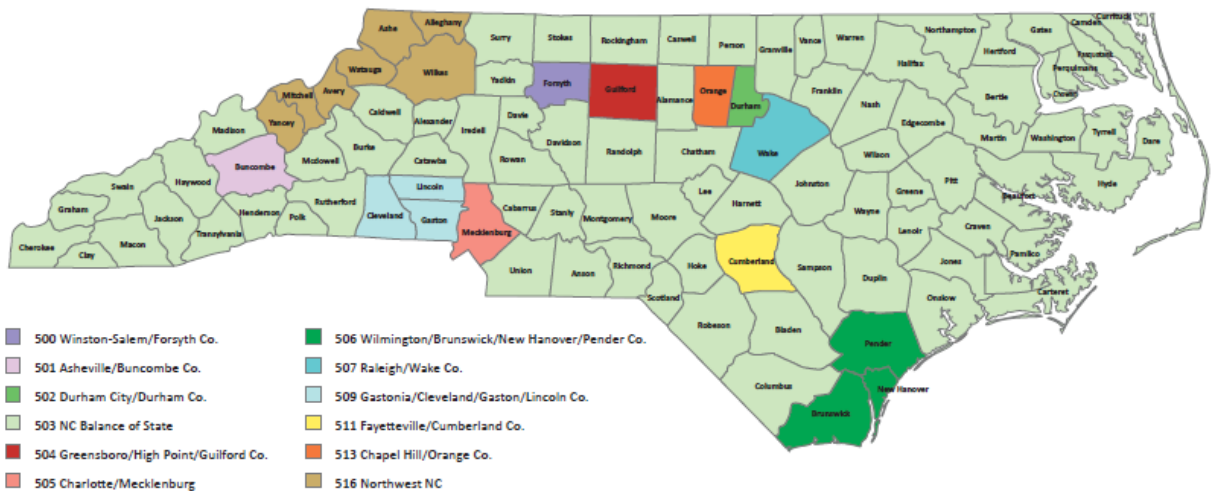 Ashe
Alleghany
Surry
Stokes
Rockingham
Caswell
Person
Granville
Vance
Warren
Northampton
Gates
Camden
Currituck
Hertford
Halifax
Pasquotank
Perquimans
Chowan
Bertie
Watauga
Wilkes
Yadkin
Forsyth
Guilford
Alamance
Orange
Durham
Franklin
Nash
Edgecombe
Martin
Washington
Tyrrell
Dare
Mitchell
Avery
Yancey
Caldwell
Alexander
Iredell
Davie
Davidson
Randolph
Chatham
Wake
Wilson
Madison
Buncombe
Mcdowell
Burke
Catawba
Rowan
Johnston
Greene
Pitt
Beaufort
Hyde
Swain
Haywood
Graham
Jackson
Henderson
Polk
Rutherford
Cleveland
Lincoln
Gaston
Mecklenburg
Cabarrus
Stanly
Montgomery
Moore
Lee
Harnett
Wayne
Lenoir
Craven
Pamlico
Cherokee
Clay
Macon
Transylvania
Union
Anson
Richmond
Hoke
Scotland
Cumberland
Sampson
Duplin
Jones
Carteret
Onslow
Robeson
Bladen
Pender
Columbus
Brunswick
New Hanover
500 Winston-Salem/Forsyth Co.
501 Asheville/Buncombe Co.
502 Durham City/Durham Co.
503 NC Balance of State
504 Greensboro/High Point/Guilford Co.
505 Charlotte/Mecklenburg
506 Wilmington/Brunswick/New Hanover/Pender Co.
507 Raleigh/Wake Co.
509 Gastonia/Cleveland/Gaston/Lincoln Co.
511 Fayetteville/Cumberland Co.
513 Chapel Hill/Orange Co.
516 Northwest NC